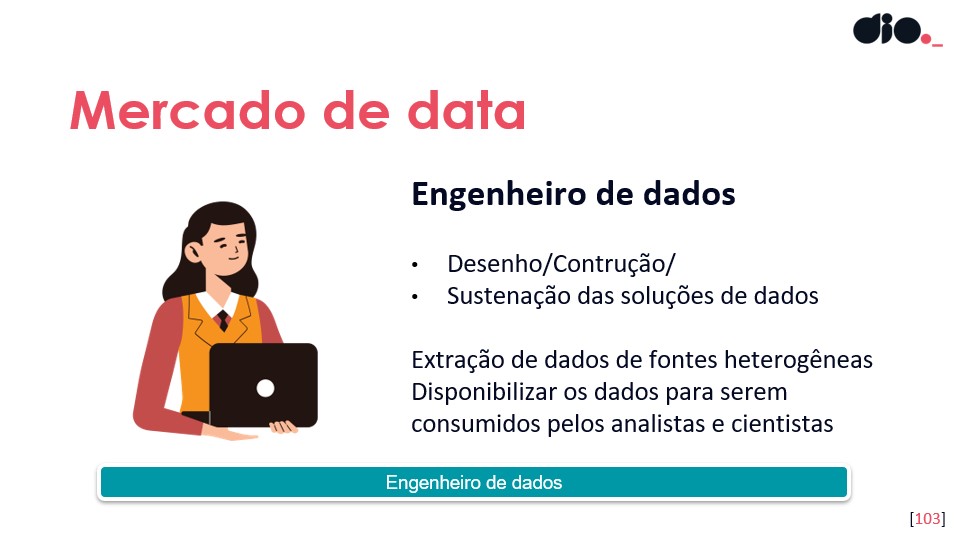 dio._
Mercado de data
Engenheiro de dados
• Desenho/Contrução/
• Sustenação das soluções de dados
Extração de dados de fontes heterogêneas
Disponibilizar os dados para serem
consumidos pelos analistas e cientistas
Engenheiro de dados
[103]